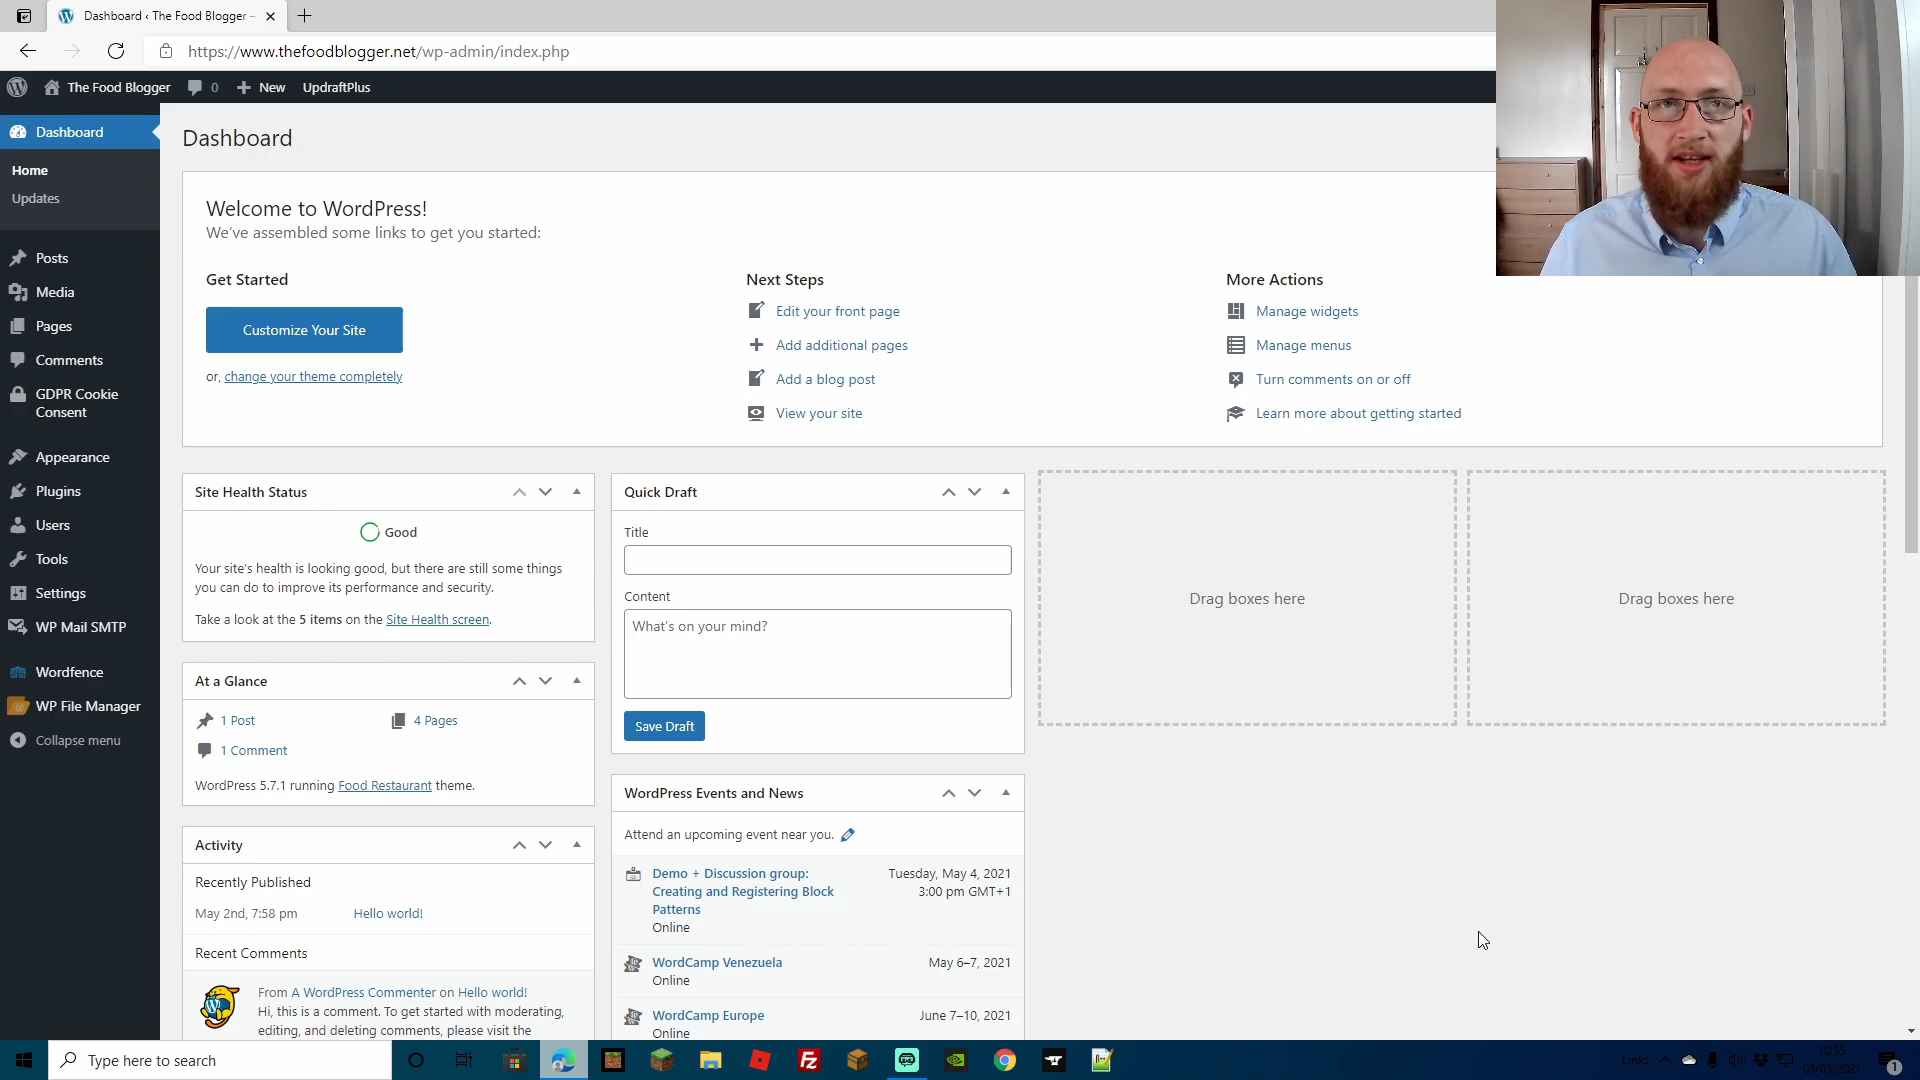 Dashboard ‹ The Food Blogger –
https://www.thefoodblogger.net/wp-admin/index.php
The Food Blogger
0
New
UpdraftPlus
Dashboard
Home
Updates
Posts
Media
Pages
Comments
GDPR Cookie
Consent
Appearance
Plugins
Users
Tools
Settings
WP Mail SMTP
Wordfence
WP File Manager
Collapse menu
Dashboard
Welcome to WordPress!
We've assembled some links to get you started:
Get Started
Customize Your Site
or, change your theme completely
Next Steps
Edit your front page
Add additional pages
Add a blog post
View your site
More Actions
Manage widgets
Manage menus
Turn comments on or off
Learn more about getting started
Site Health Status
Good
Your site's health is looking good, but there are still some things
you can do to improve its performance and security.
Take a look at the 5 items on the Site Health screen.
At a Glance
1 Post
4 Pages
1 Comment
WordPress 5.7.1 running Food Restaurant theme.
Activity
Recently Published
May 2nd, 7:58 pm
Hello world!
Recent Comments
From A WordPress Commenter on Hello world!
Hi, this is a comment. To get started with moderating,
editing, and deleting comments, please visit the
Quick Draft
Title
Content
What's on your mind?
Save Draft
WordPress Events and News
Attend an upcoming event near you.
Demo + Discussion group:
Creating and Registering Block
Patterns
Online
Tuesday, May 4, 2021
3:00 pm GMT+1
WordCamp Venezuela
Online
May 6–7, 2021
WordCamp Europe
Online
June 7–10, 2021
Drag boxes here
Drag boxes here
Type here to search
Links
10:55
03/05/2021
1